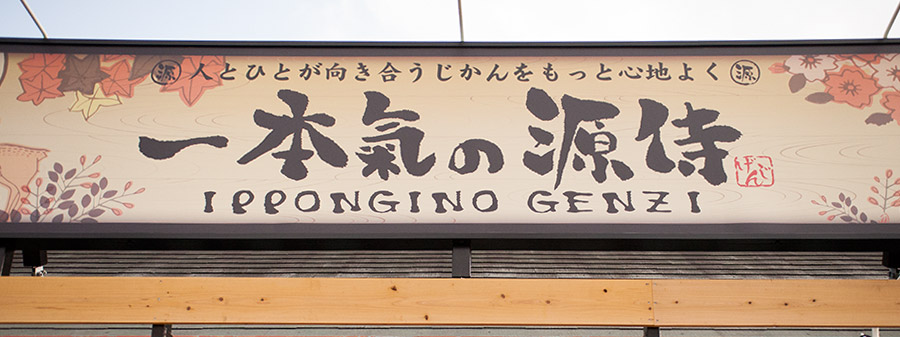 源 人とひとが向き合うじかんをもっと心地よく 源
一本氣の源侍
げんじ
IPPONGINO GENZI